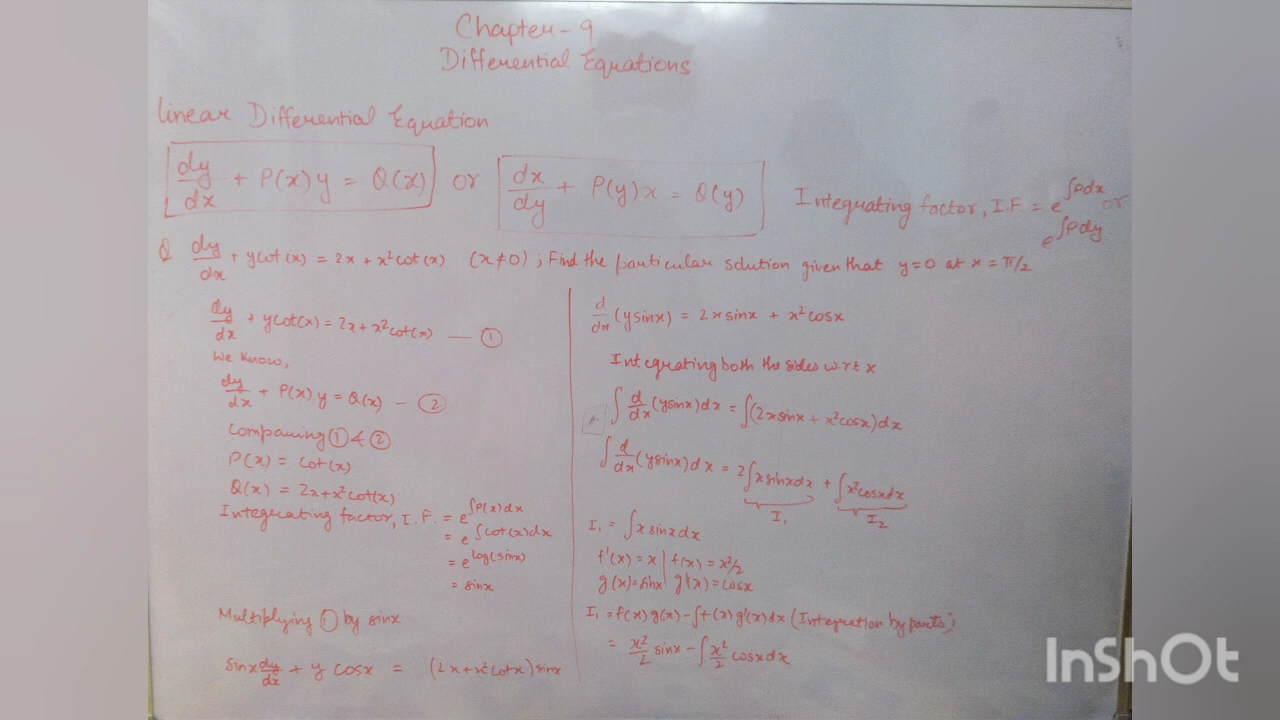 Chapter-9
Differential Equations
Linear Differential Equation
dy/dx + P(x)y = Q(x) or dx/dy + P(y)x = Q(y) Integrating factor, I.F. = e^∫Pdx or e^∫Pdy
Q dy/dx + ycot(x) = 2x + x²cot(x) (x≠0) ; Find the particular solution given that y=0 at x=π/2
dy/dx + ycot(x) = 2x + x²cot(x) — ①
We know,
dy/dx + P(x)y = Q(x) - ②
Comparing ① & ②
P(x) = cot(x)
Q(x) = 2x+x²cot(x)
Integrating factor, I.F. = e^∫P(x)dx
= e^∫cot(x)dx
= e^log(sinx)
= sinx
Multiplying ① by sinx
sinx dy/dx + y cosx = (2x+x²cotx) sinx
d/dx (ysinx) = 2xsinx + x²cosx
Integrating both the sides wrt x
∫ d/dx (ysinx)dx = ∫(2xsinx + x²cosx)dx
∫ d/dx (ysinx)dx = 2∫xsinxdx + ∫x²cosxdx
I₁ I₂
I₁ = ∫x sinx dx
f'(x) = x | f(x) = x²/2
g(x)=sinx | g'(x) = cosx
I₁ = f(x)g(x) - ∫f(x)g'(x)dx (Integration by parts)
= x²/2 sinx - ∫x²/2 cosxdx
InShOt